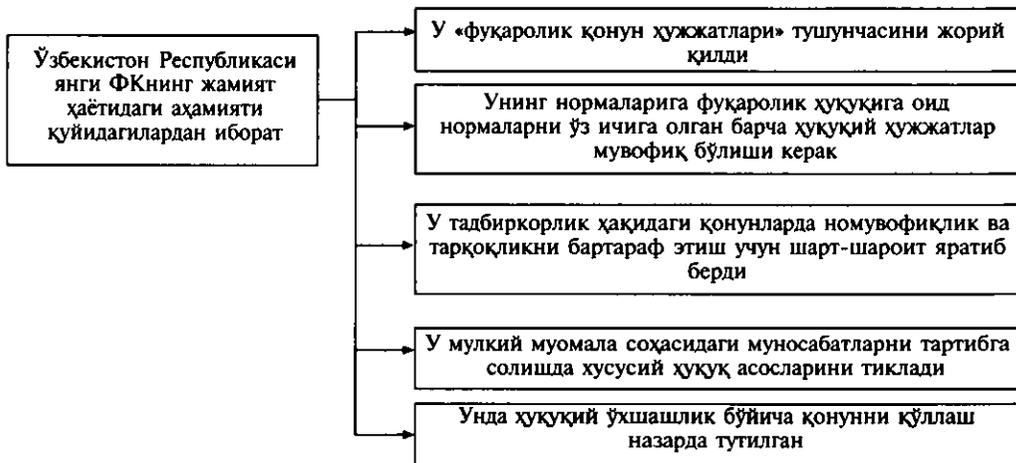 Ўзбекистон Республикаси
янги ФКнинг жамият
ҳаётидаги аҳамияти
қуйидагилардан иборат
У «фуқаролик қонун ҳужжатлари» тушунчасини жорий
қилди
Унинг нормаларига фуқаролик ҳуқуқига оид
нормаларни ўз ичига олган барча ҳуқуқий ҳужжатлар
мувофиқ бўлиши керак
У тадбиркорлик ҳақидаги қонунларда номувофиқлик ва
тарқоқликни бартараф этиш учун шарт-шароит яратиб
берди
У мулкий муомала соҳасидаги муносабатларни тартибга
солишда хусусий ҳуқуқ асосларини тиклади
Унда ҳуқуқий ўхшашлик бўйича қонунни қўллаш
назарда тутилган